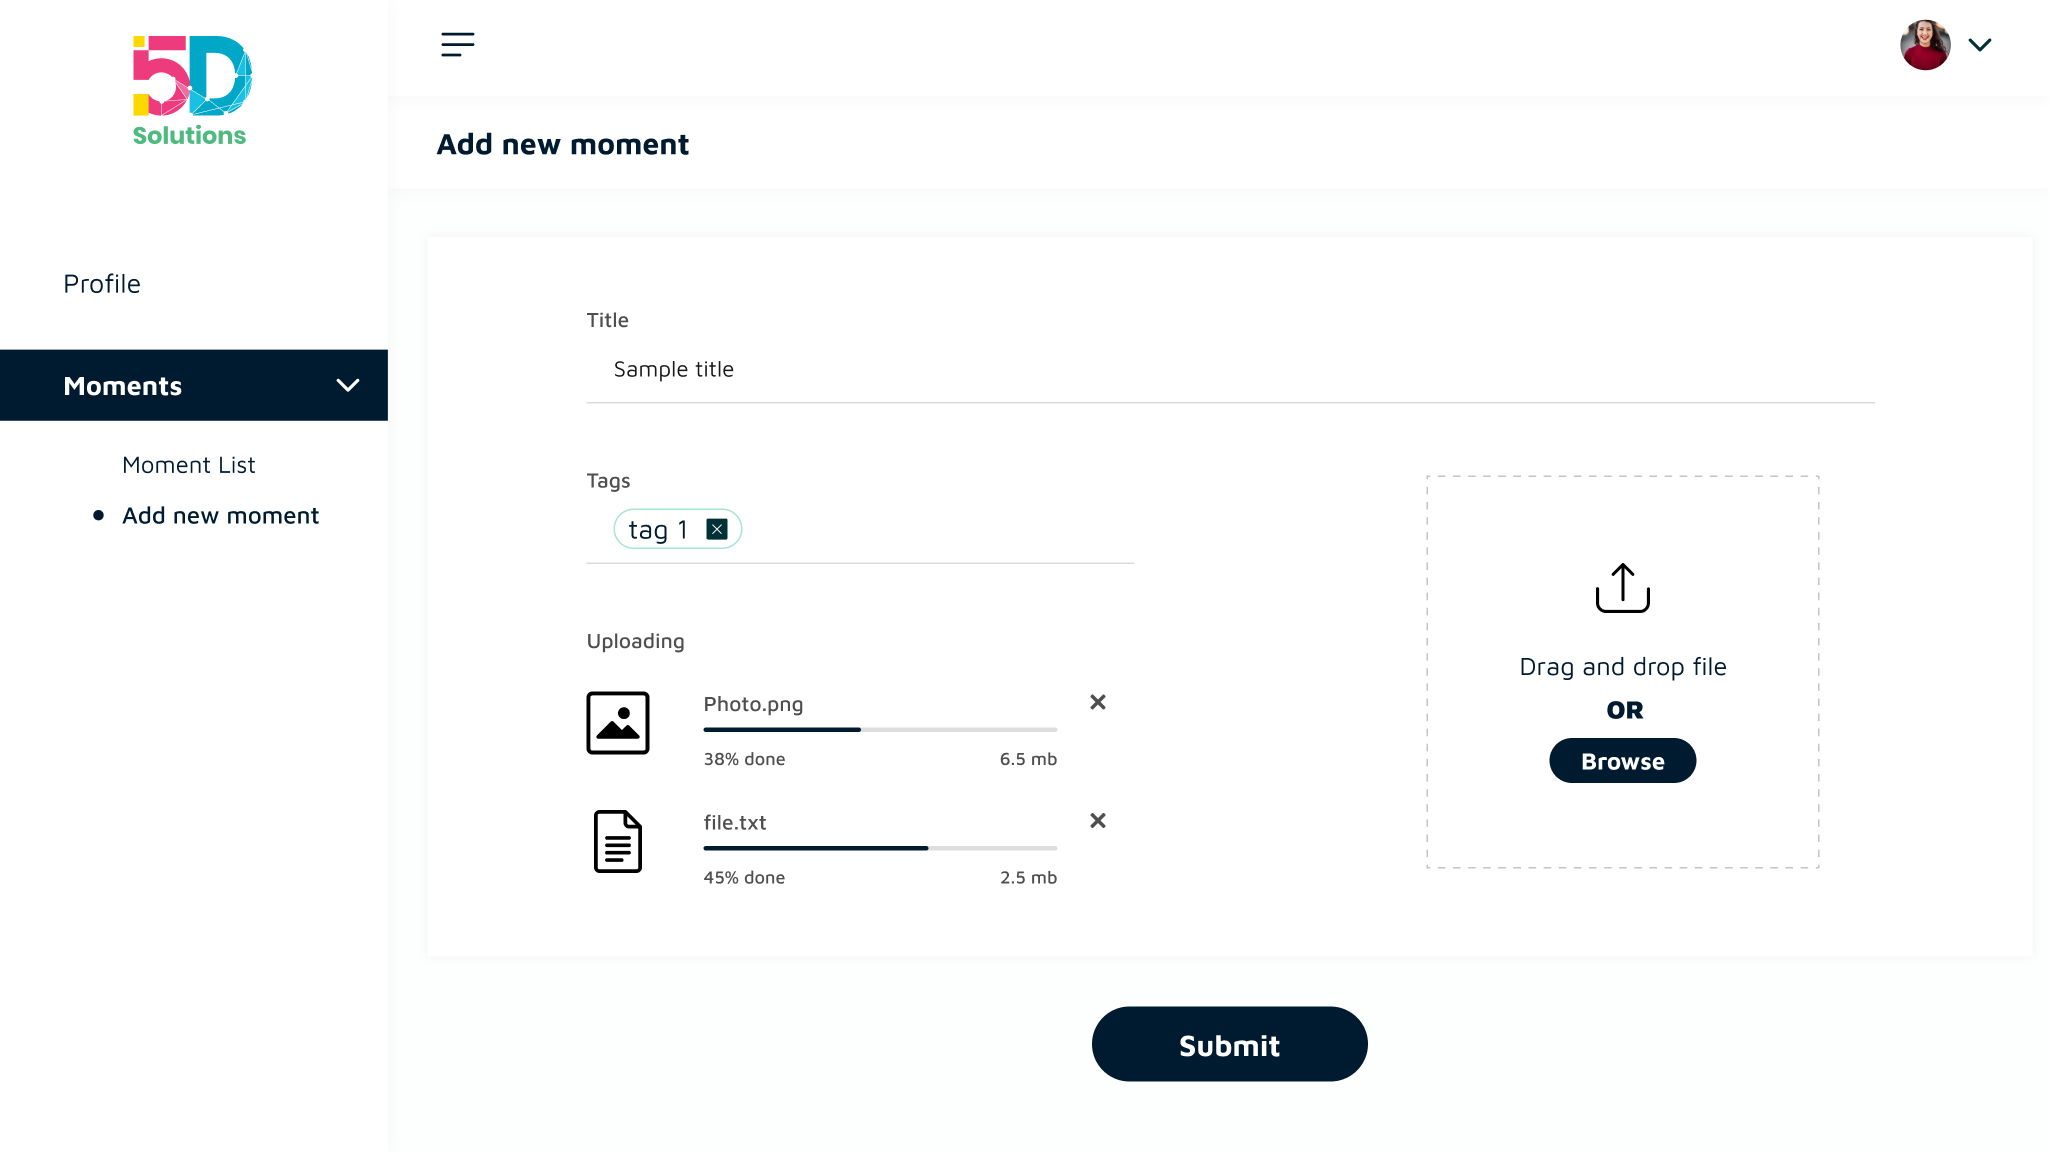 5D
Solutions
Profile
Moments
Moment List
Add new moment
Add new moment
Title
Sample title
Tags
tag 1
Uploading
Photo.png
38% done
6.5 mb
file.txt
45% done
2.5 mb
Drag and drop file
OR
Browse
Submit